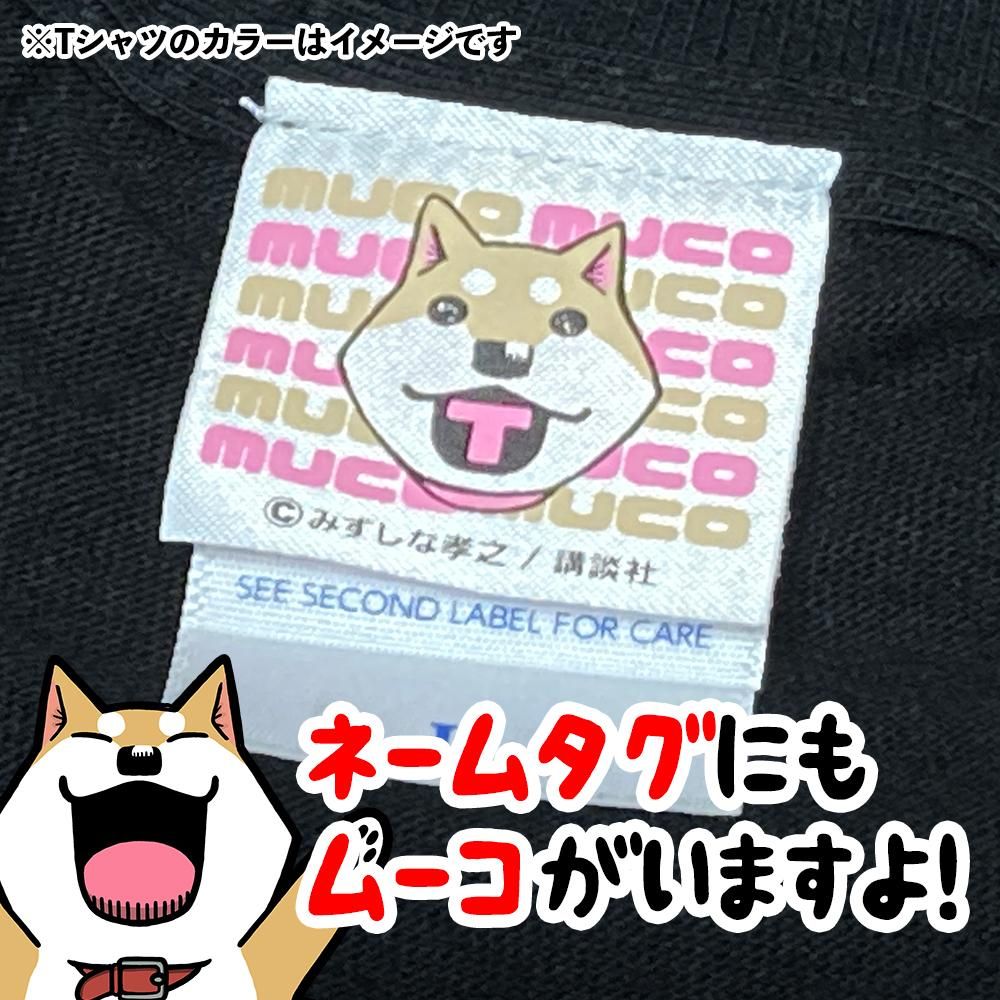 ※Tシャツのカラーはイメージです
muco muco
muco
muco
muco
muco muco
T
©みずしな孝之 / 講談社
SEE SECOND LABEL FOR CARE
ネームタグにも
ムーコがいますよ!